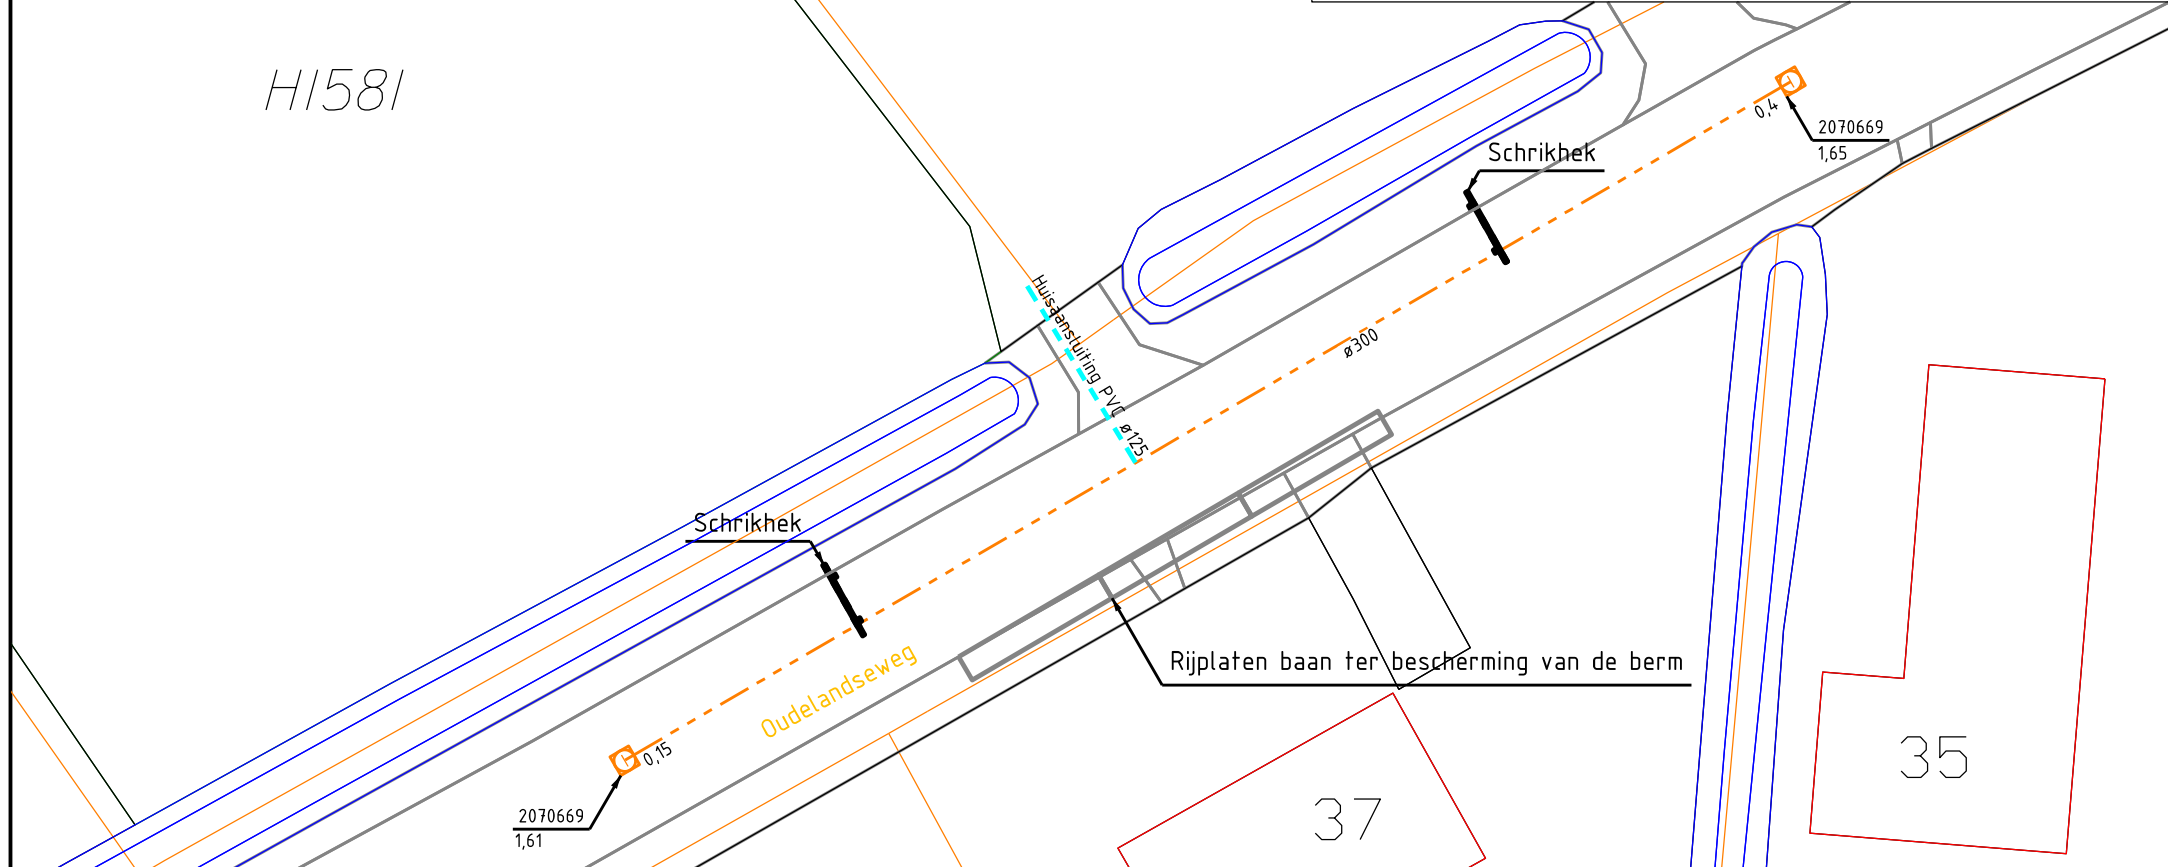 H1581
0,4
2070669
1,65
Schrikhek
Huisaansluiting PVC ø125
ø300
Schrikhek
Oudelandseweg
Rijplaten baan ter bescherming van de berm
0,15
2070669
1,61
35
37